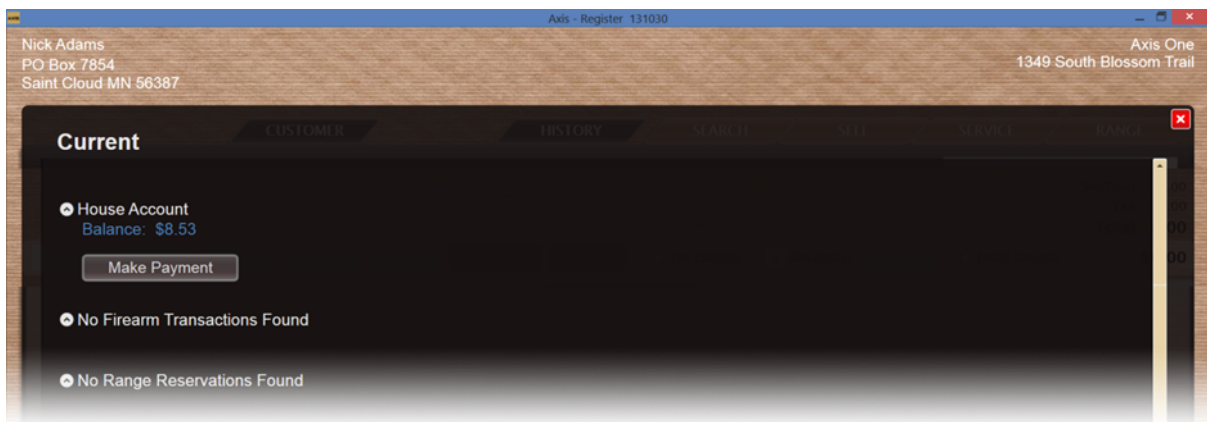 Axis - Register 131030
Nick Adams
PO Box 7854
Saint Cloud MN 56387
Axis One
1349 South Blossom Trail
Current
CUSTOMER
HISTORY
SEARCH
SELL
SERVICE
RANGE
House Account
Balance: $8.53
Make Payment
No Firearm Transactions Found
No Range Reservations Found